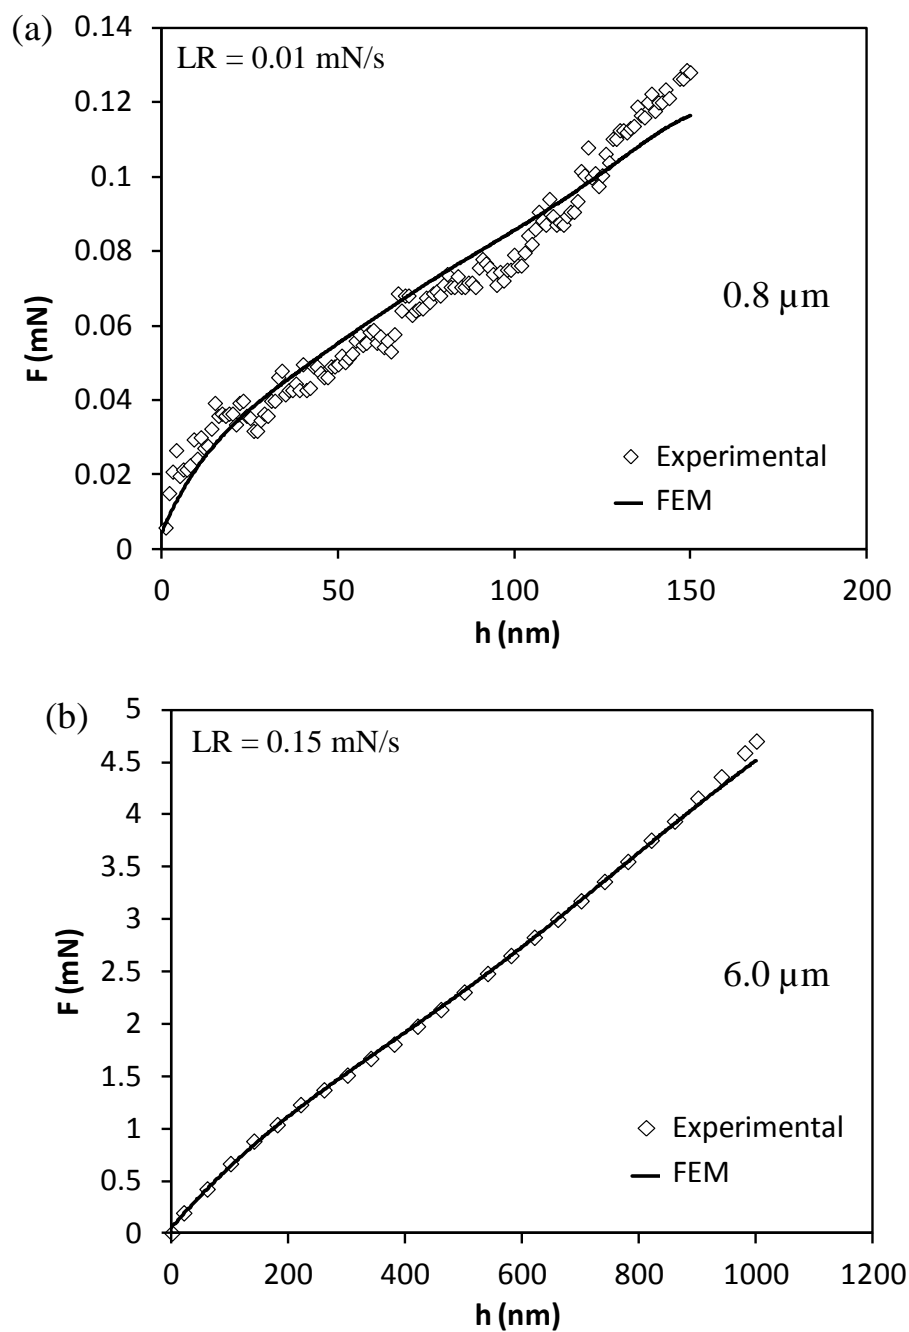 (a)
0.14
LR = 0.01 mN/s
0.12
0.1
0.08
0.8 µm
0.06
F (mN)
0.04
Experimental
0.02
FEM
0
0 50 100 150 200
h (nm)
(b)
5
LR = 0.15 mN/s
4.5
4
3.5
3
F (mN)
2.5
6.0 µm
2
1.5
1
Experimental
0.5
FEM
0
0 200 400 600 800 1000 1200
h (nm)